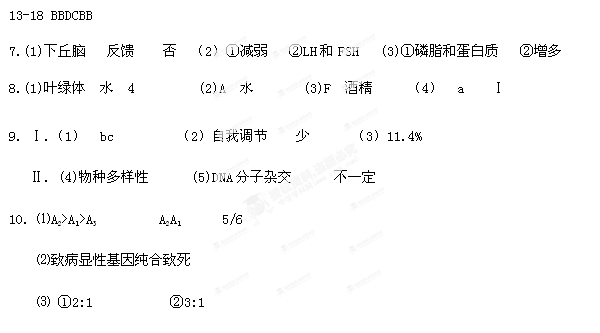 13-18 BBDCBB
7.(1)下丘脑 反馈 否 (2) ①减弱 ②LH和FSH (3)①磷脂和蛋白质 ②增多
8.(1)叶绿体 水 4 (2)A 水 (3)F 酒精 (4) a Ⅰ
9. Ⅰ.(1) bc (2) 自我调节 少 (3) 11.4%
Ⅱ. (4)物种多样性 (5)DNA分子杂交 不一定
10. ⑴A₂>A₁>A₃ A₂A₁ 5/6
⑵致病显性基因纯合致死
⑶ ①2:1 ②3:1